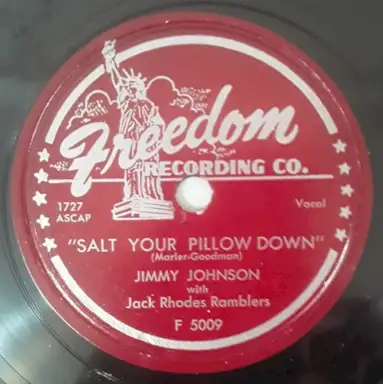 Freedom
RECORDING CO.
1727
ASCAP
Vocal
"SALT YOUR PILLOW DOWN"
(Marler-Goodman)
JIMMY JOHNSON
with
Jack Rhodes Ramblers
F 5009